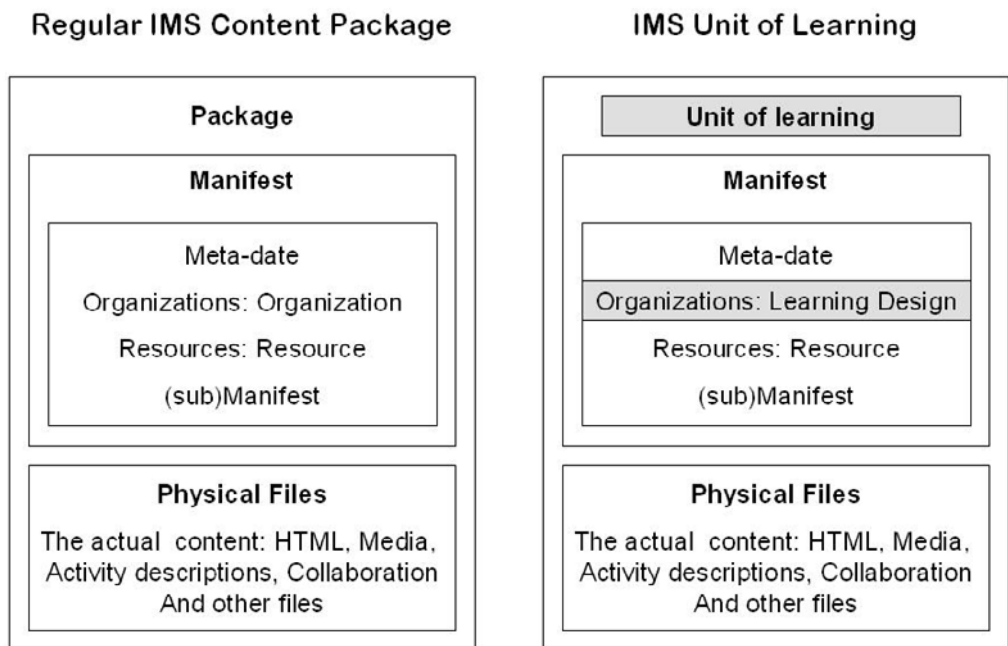 Regular IMS Content Package
Package
Manifest
Meta-date
Organizations: Organization
Resources: Resource
(sub)Manifest
Physical Files
The actual content: HTML, Media,
Activity descriptions, Collaboration
And other files
IMS Unit of Learning
Unit of learning
Manifest
Meta-date
Organizations: Learning Design
Resources: Resource
(sub)Manifest
Physical Files
The actual content: HTML, Media,
Activity descriptions, Collaboration
And other files